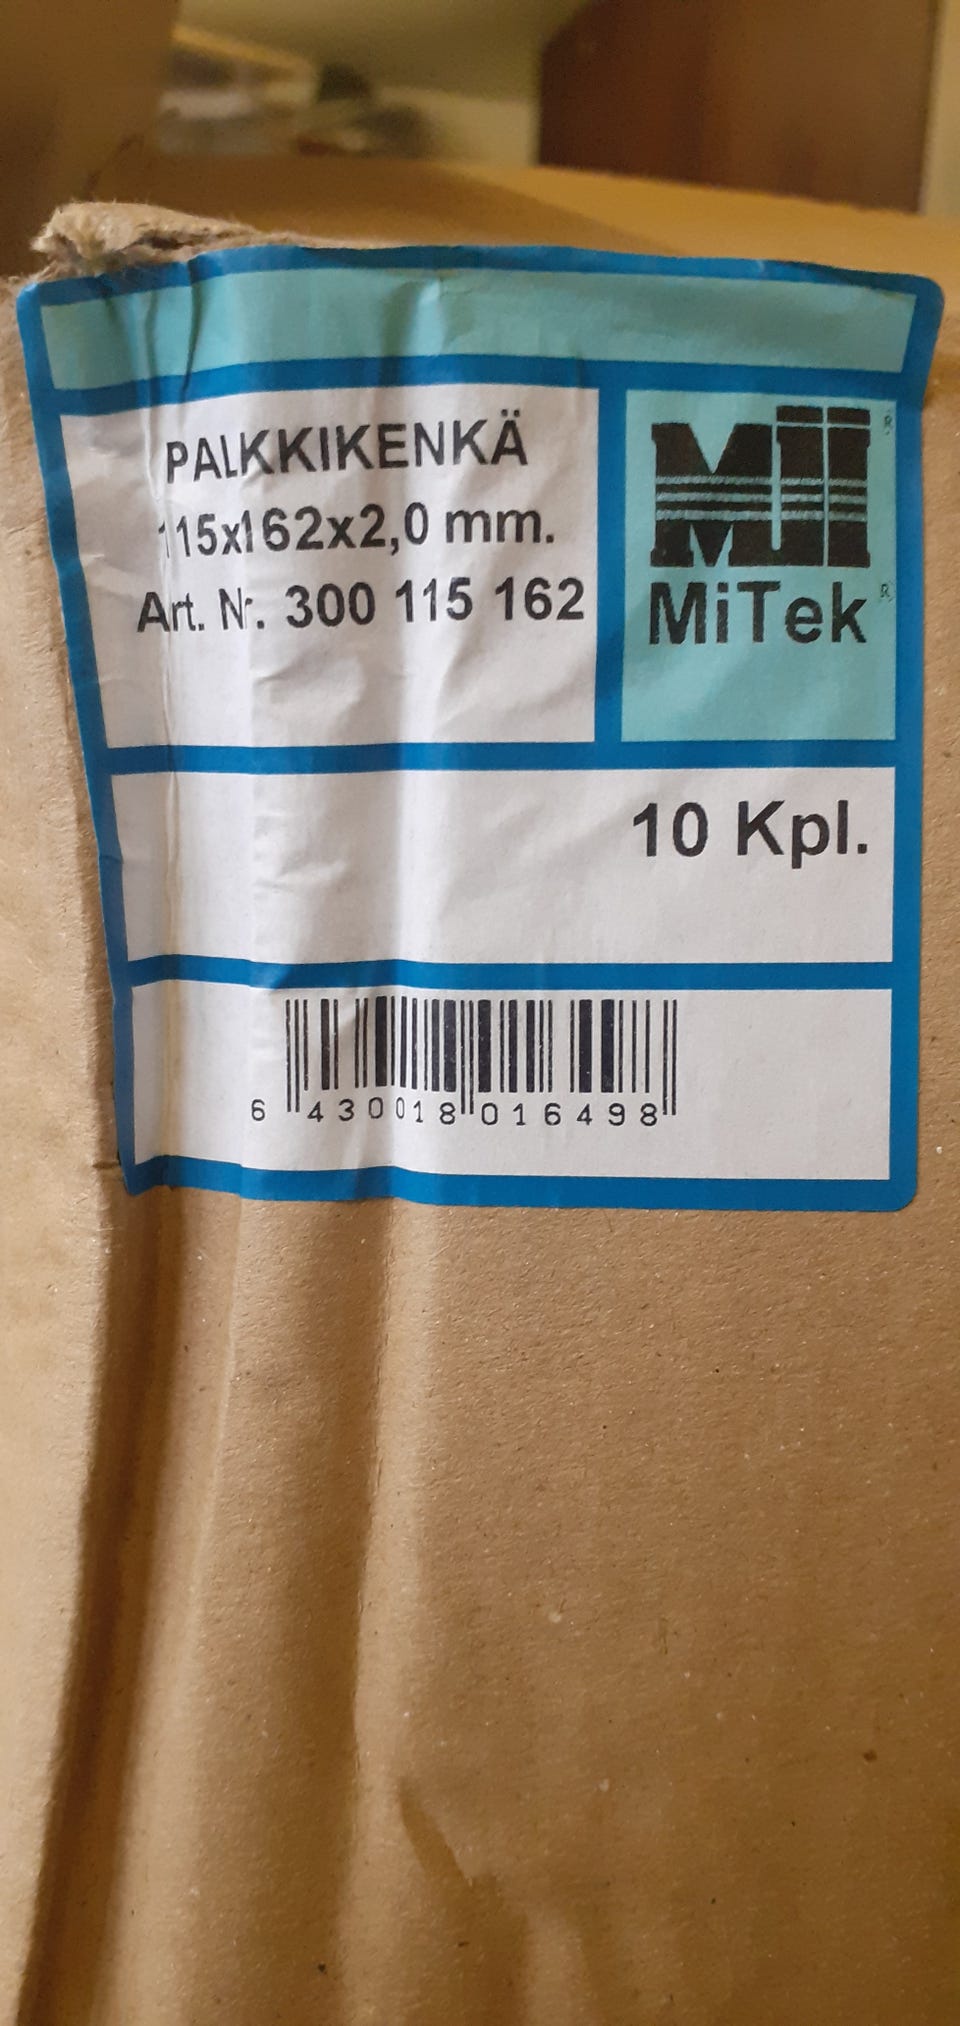 PALKKIKENKÄ
115x162x2,0 mm.
Art. Nr. 300 115 162
MiTek
10 Kpl.
6 430018 016498